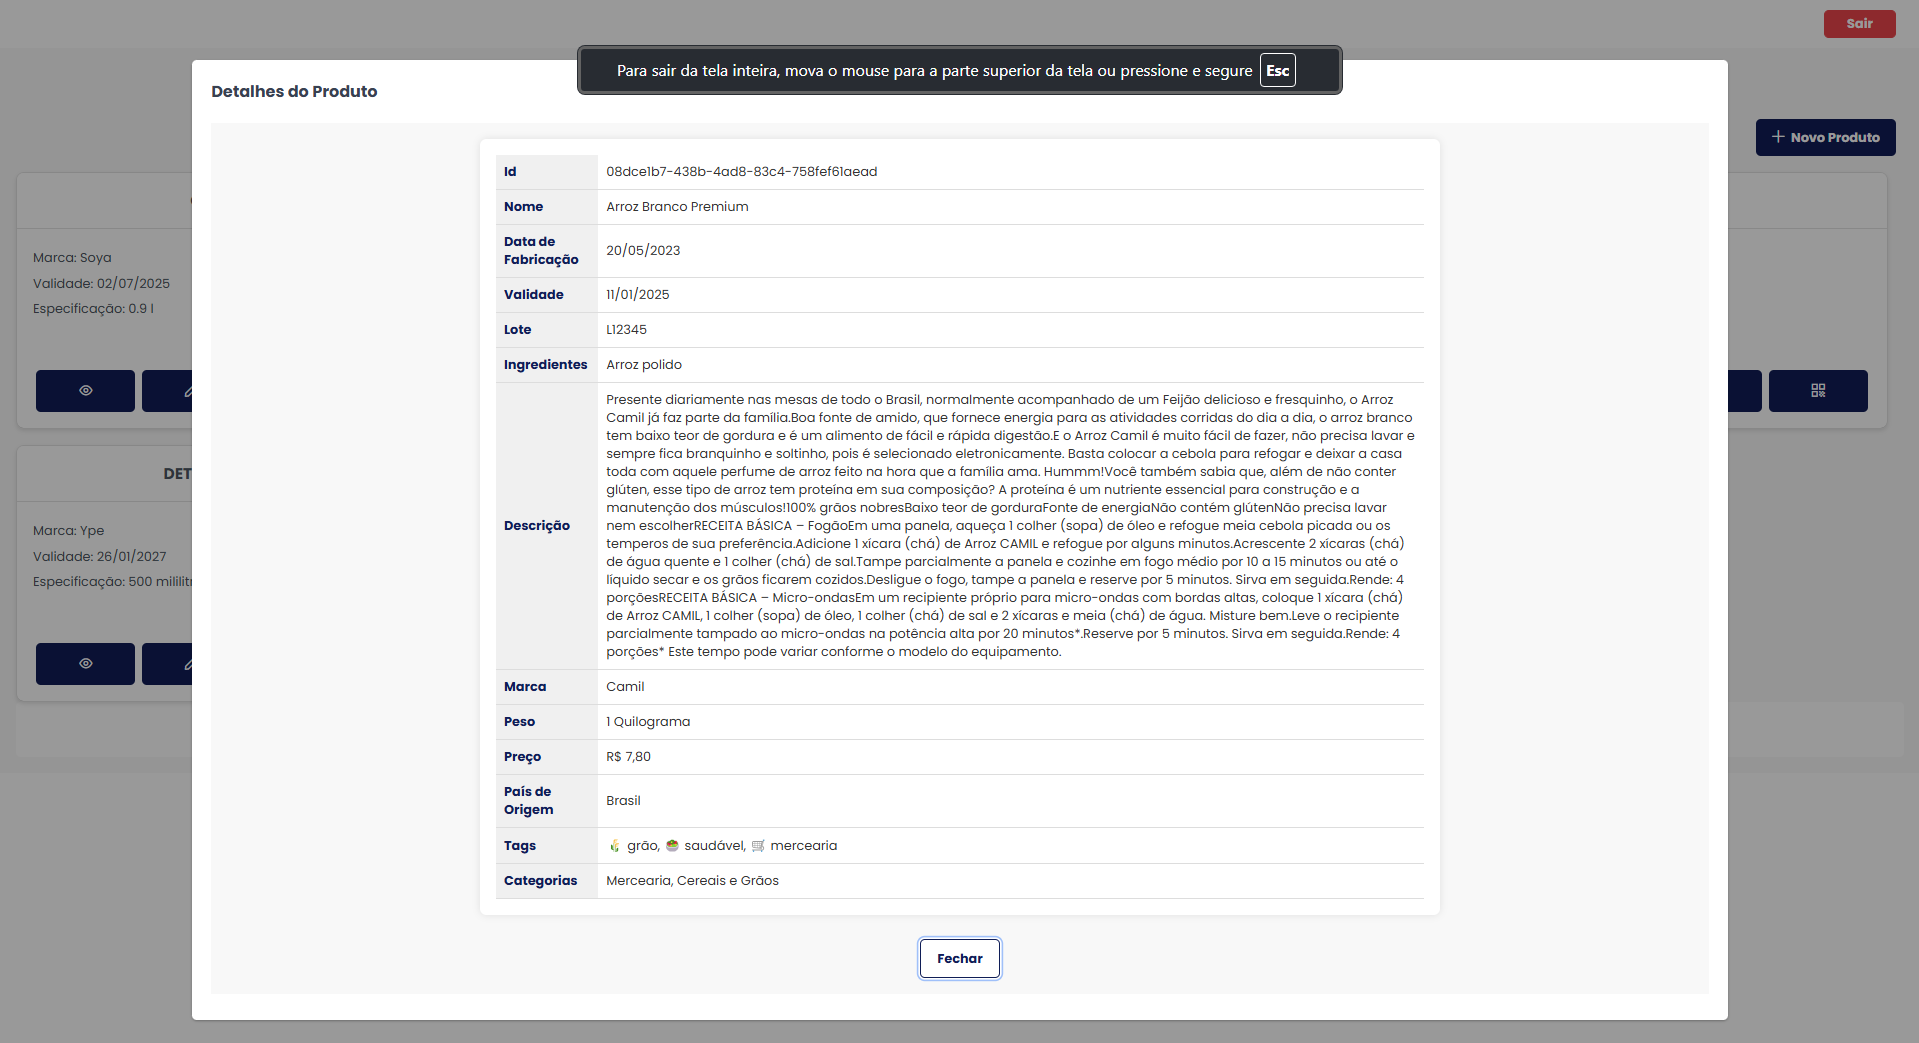 Sair
Para sair da tela inteira, mova o mouse para a parte superior da tela ou pressione e segure Esc
Detalhes do Produto
Novo Produto
Marca: Soya
Validade: 02/07/2025
Especificação: 0.9 l
DET
Marca: Ype
Validade: 26/01/2027
Especificação: 500 mililit
Id 08dce1b7-438b-4ad8-83c4-758fef61aead
Nome Arroz Branco Premium
Data de
Fabricação 20/05/2023
Validade 11/01/2025
Lote L12345
Ingredientes Arroz polido
Descrição
Presente diariamente nas mesas de todo o Brasil, normalmente acompanhado de um Feijão delicioso e fresquinho, o Arroz
Camil já faz parte da família.Boa fonte de amido, que fornece energia para as atividades corridas do dia a dia, o arroz branco
tem baixo teor de gordura e é um alimento de fácil e rápida digestão.E o Arroz Camil é muito fácil de fazer, não precisa lavar e
sempre fica branquinho e soltinho, pois é selecionado eletronicamente. Basta colocar a cebola para refogar e deixar a casa
toda com aquele perfume de arroz feito na hora que a família ama. Hummm!Você também sabia que, além de não conter
glúten, esse tipo de arroz tem proteína em sua composição? A proteína é um nutriente essencial para construção e a
manutenção dos músculos!100% grãos nobresBaixo teor de gorduraFonte de energiaNão contém glútenNão precisa lavar
nem escolherRECEITA BÁSICA – FogãoEm uma panela, aqueça 1 colher (sopa) de óleo e refogue meia cebola picada ou os
temperos de sua preferência.Adicione 1 xícara (chá) de Arroz CAMIL e refogue por alguns minutos.Acrescente 2 xícaras (chá)
de água quente e 1 colher (chá) de sal.Tampe parcialmente a panela e cozinhe em fogo médio por 10 a 15 minutos ou até o
líquido secar e os grãos ficarem cozidos.Desligue o fogo, tampe a panela e reserve por 5 minutos. Sirva em seguida.Rende: 4
porçõesRECEITA BÁSICA – Micro-ondasEm um recipiente próprio para micro-ondas com bordas altas, coloque 1 xícara (chá)
de Arroz CAMIL, 1 colher (sopa) de óleo, 1 colher (chá) de sal e 2 xícaras e meia (chá) de água. Misture bem.Leve o recipiente
parcialmente tampado ao micro-ondas na potência alta por 20 minutos*.Reserve por 5 minutos. Sirva em seguida.Rende: 4
porções* Este tempo pode variar conforme o modelo do equipamento.
Marca Camil
Peso 1 Quilograma
Preço R$ 7,80
País de
Origem Brasil
Tags 🌾 grão, 🥗 saudável, 🛒 mercearia
Categorias Mercearia, Cereais e Grãos
Fechar